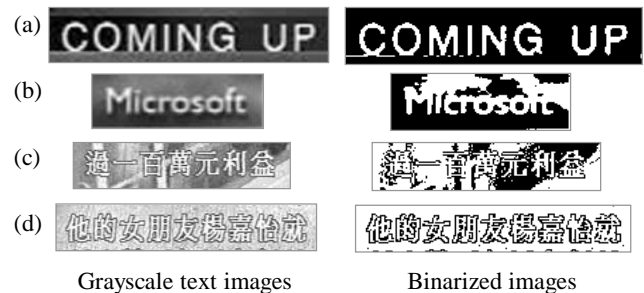 (a) COMING UP COMING UP
(b) Microsoft Microsoft
(c) 過一百萬元利益 過一百萬元利益
(d) 他的女朋友楊嘉怡就 他的女朋友楊嘉怡就
Grayscale text images Binarized images